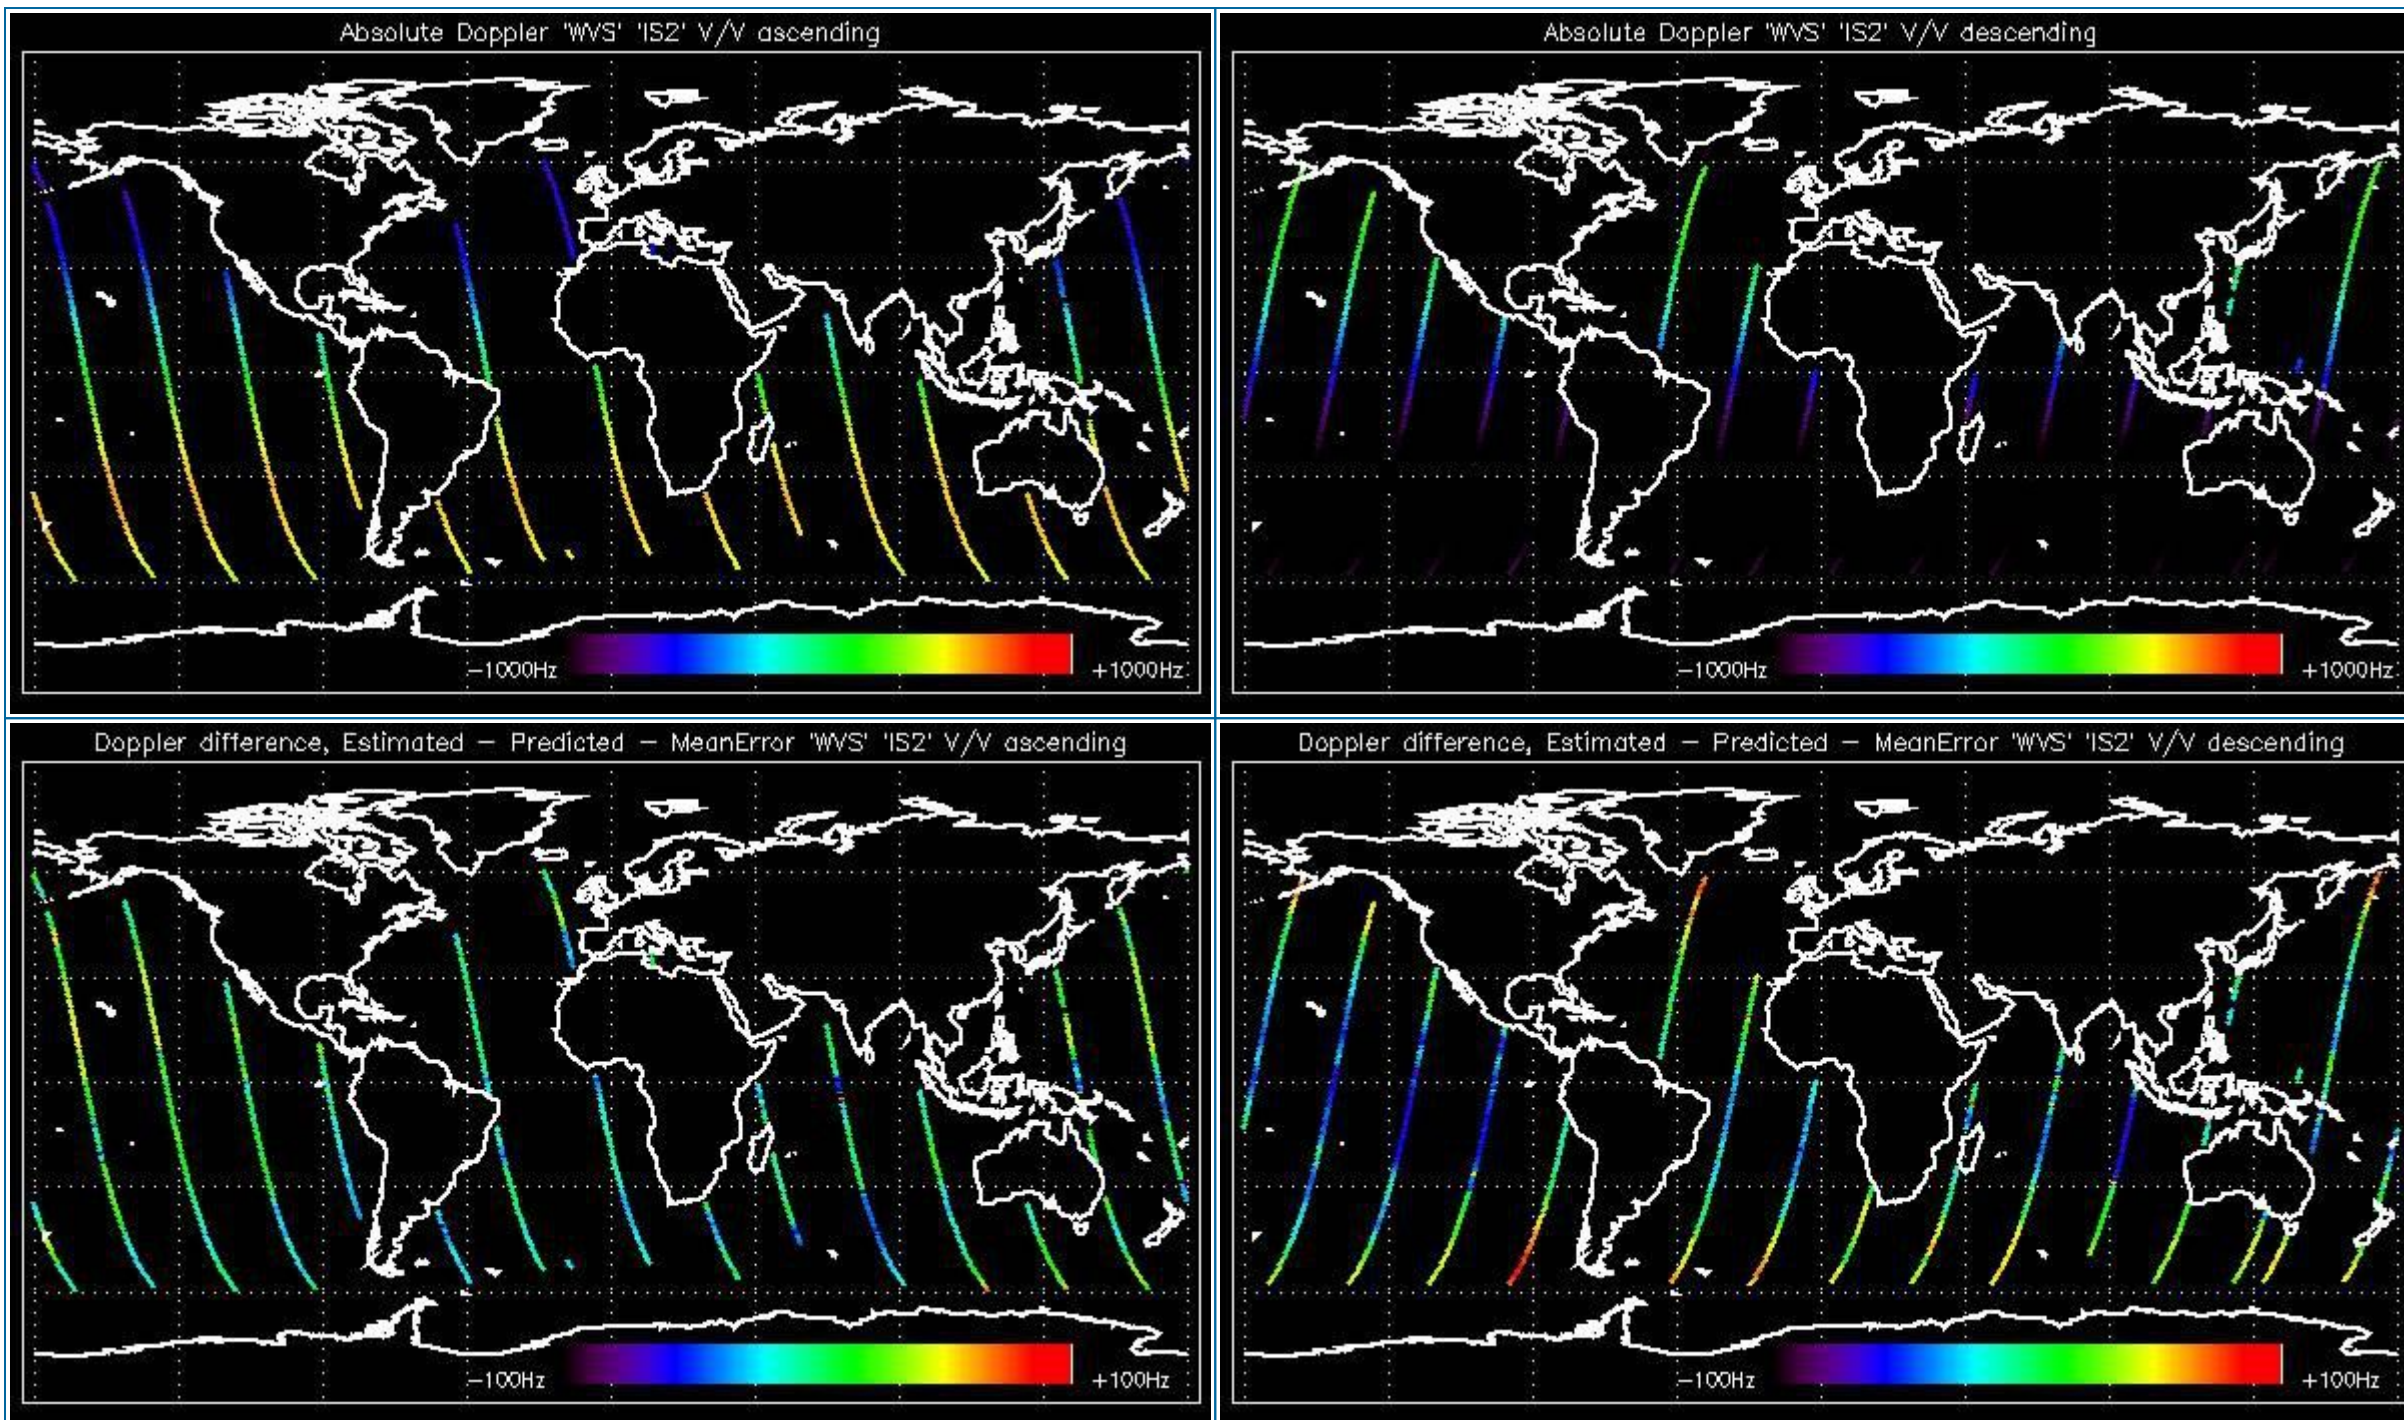 Absolute Doppler 'WVS' 'IS2' V/V ascending
-1000Hz +1000Hz
Absolute Doppler 'WVS' 'IS2' V/V descending
-1000Hz +1000Hz
Doppler difference, Estimated - Predicted - MeanError 'WVS' 'IS2' V/V ascending
-100Hz +100Hz
Doppler difference, Estimated - Predicted - MeanError 'WVS' 'IS2' V/V descending
-100Hz +100Hz